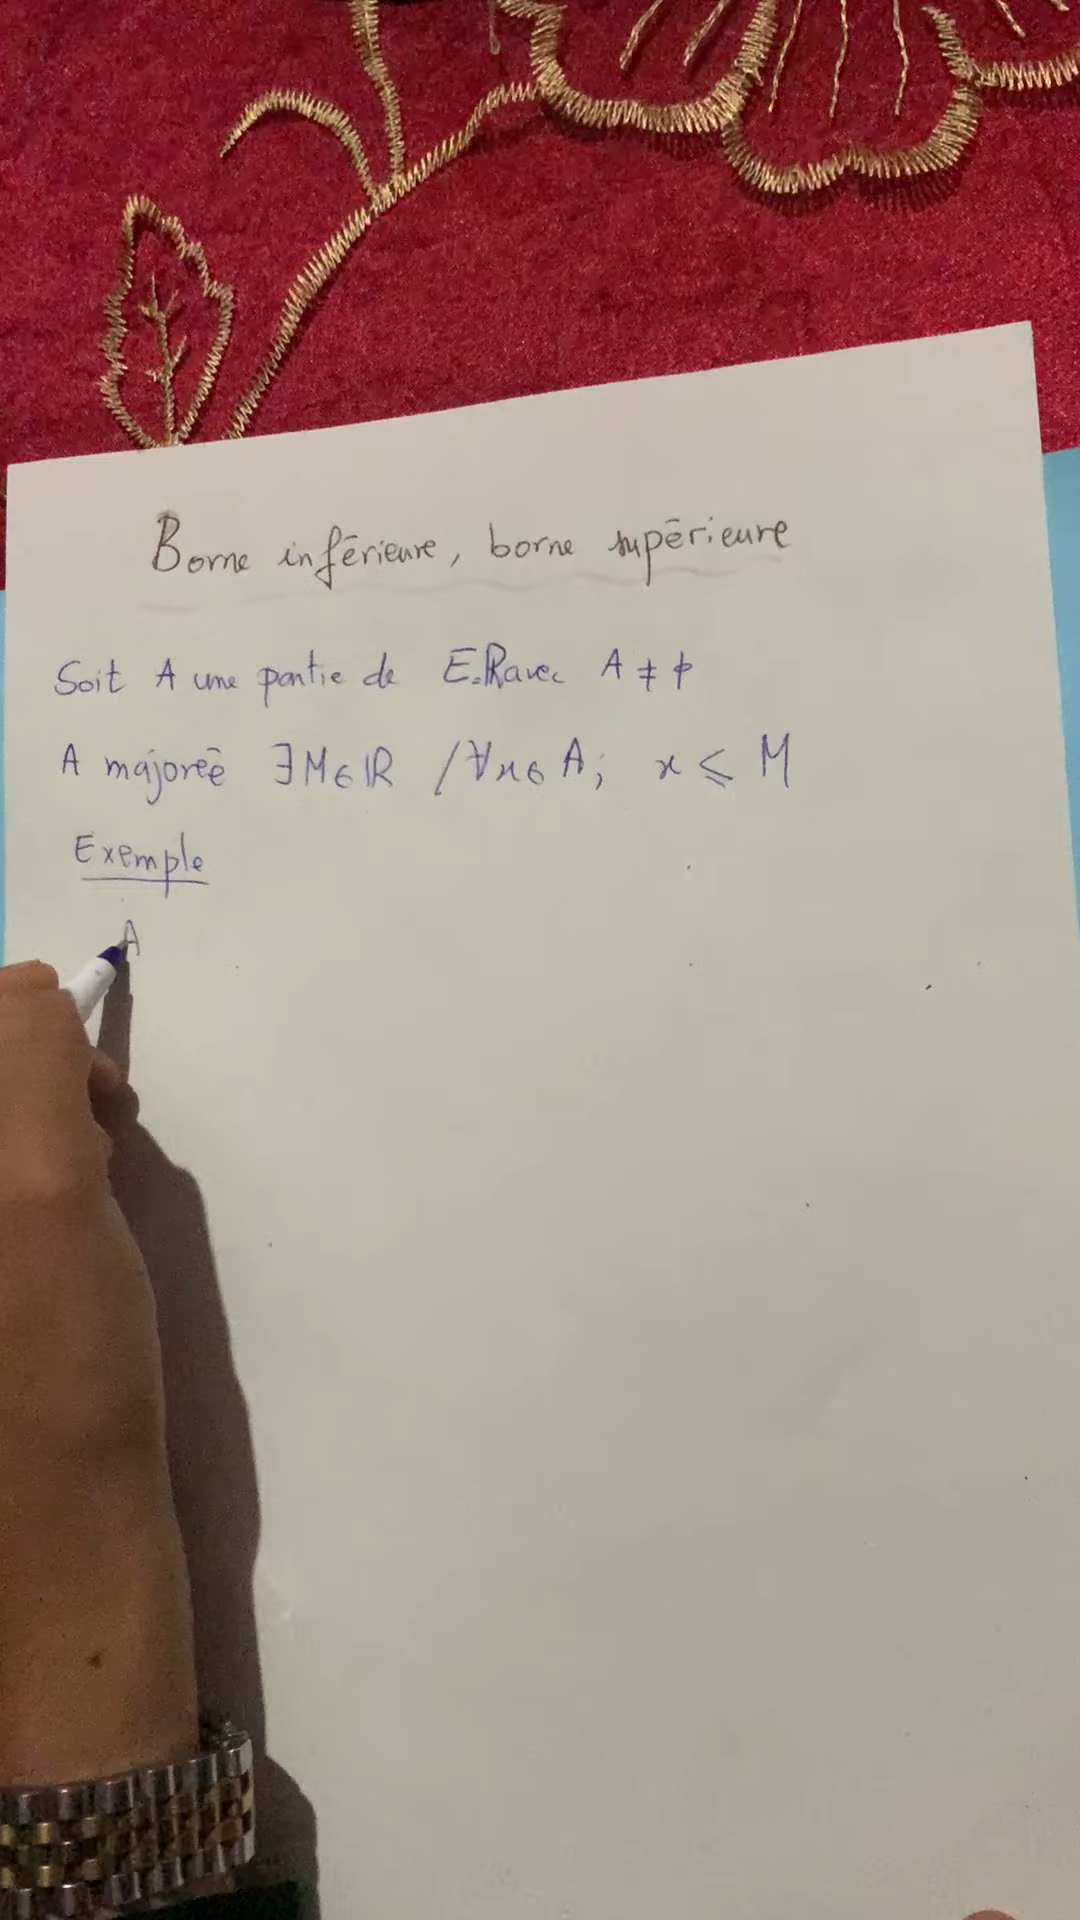 Borne inférieure, borne supérieure
Soit A une partie de E=ℝ avec A ≠ ϕ
A majorée ∃M∈ℝ /∀x∈A; x ⩽ M
Exemple
A